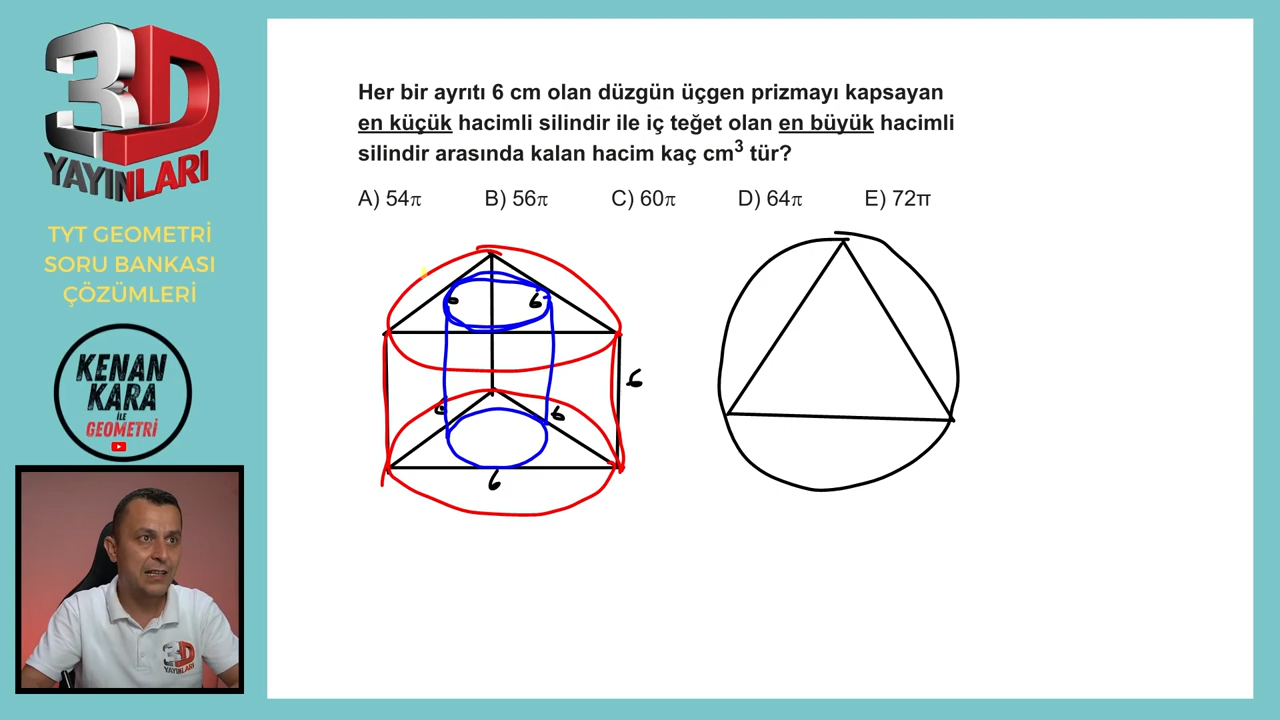 3D
YAYINLARI
TYT GEOMETRİ
SORU BANKASI
ÇÖZÜMLERİ
KENAN
KARA
İLE
GEOMETRİ
3D
YAYINLARI
Her bir ayrıtı 6 cm olan düzgün üçgen prizmayı kapsayan
en küçük hacimli silindir ile iç teğet olan en büyük hacimli
silindir arasında kalan hacim kaç cm³ tür?
A) 54π B) 56π C) 60π D) 64π E) 72π
6
6
6
6